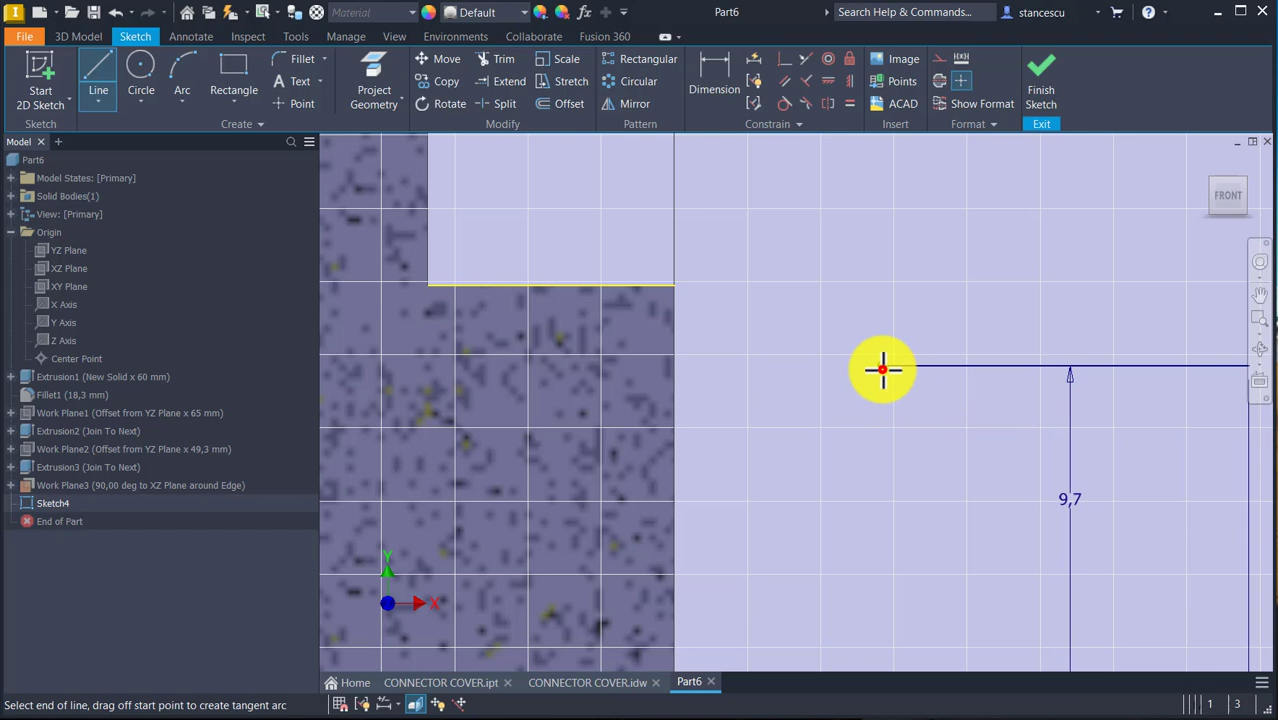 Material
Default
Part6
Search Help & Commands...
stancescu
File
3D Model
Sketch
Annotate
Inspect
Tools
Manage
View
Environments
Collaborate
Fusion 360
Start
2D Sketch
Line
Circle
Arc
Rectangle
Fillet
Text
Point
Project
Geometry
Move
Copy
Rotate
Trim
Extend
Split
Scale
Stretch
Offset
Rectangular
Circular
Mirror
Dimension
Image
Points
ACAD
Show Format
Finish
Sketch
Sketch
Create
Modify
Pattern
Constrain
Insert
Format
Exit
Model
Part6
Model States: [Primary]
Solid Bodies(1)
View: [Primary]
Origin
YZ Plane
XZ Plane
XY Plane
X Axis
Y Axis
Z Axis
Center Point
Extrusion1 (New Solid x 60 mm)
Fillet1 (18,3 mm)
Work Plane1 (Offset from YZ Plane x 65 mm)
Extrusion2 (Join To Next)
Work Plane2 (Offset from YZ Plane x 49,3 mm)
Extrusion3 (Join To Next)
Work Plane3 (90,00 deg to XZ Plane around Edge)
Sketch4
End of Part
FRONT
9,7
Y
X
Home
CONNECTOR COVER.ipt
CONNECTOR COVER.idw
Part6
Select end of line, drag off start point to create tangent arc
1
3